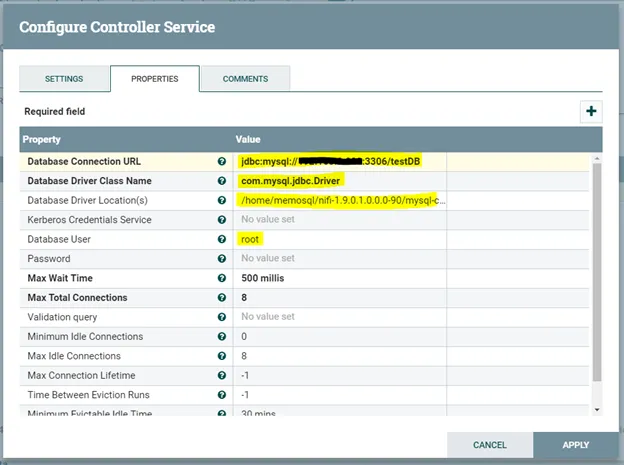 Configure Controller Service
SETTINGS PROPERTIES COMMENTS
Required field
Property Value
Database Connection URL jdbc:mysql:// :3306/testDB
Database Driver Class Name com.mysql.jdbc.Driver
Database Driver Location(s) /home/memosql/nifi-1.9.0.1.0.0.0-90/mysql-c...
Kerberos Credentials Service No value set
Database User root
Password No value set
Max Wait Time 500 millis
Max Total Connections 8
Validation query No value set
Minimum Idle Connections 0
Max Idle Connections 8
Max Connection Lifetime -1
Time Between Eviction Runs -1
Minimum Evictable Idle Time 30 mins
CANCEL APPLY